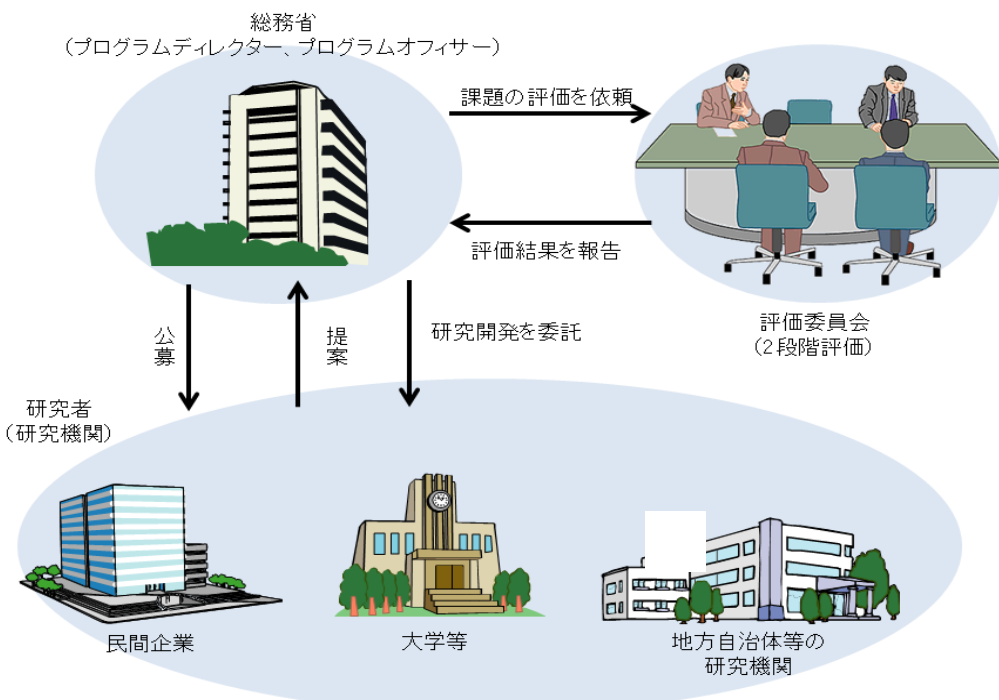 総務省
(プログラムディレクター、プログラムオフィサー)
課題の評価を依頼
評価結果を報告
評価委員会
(2段階評価)
公募
提案
研究開発を委託
研究者
(研究機関)
民間企業
大学等
地方自治体等の
研究機関